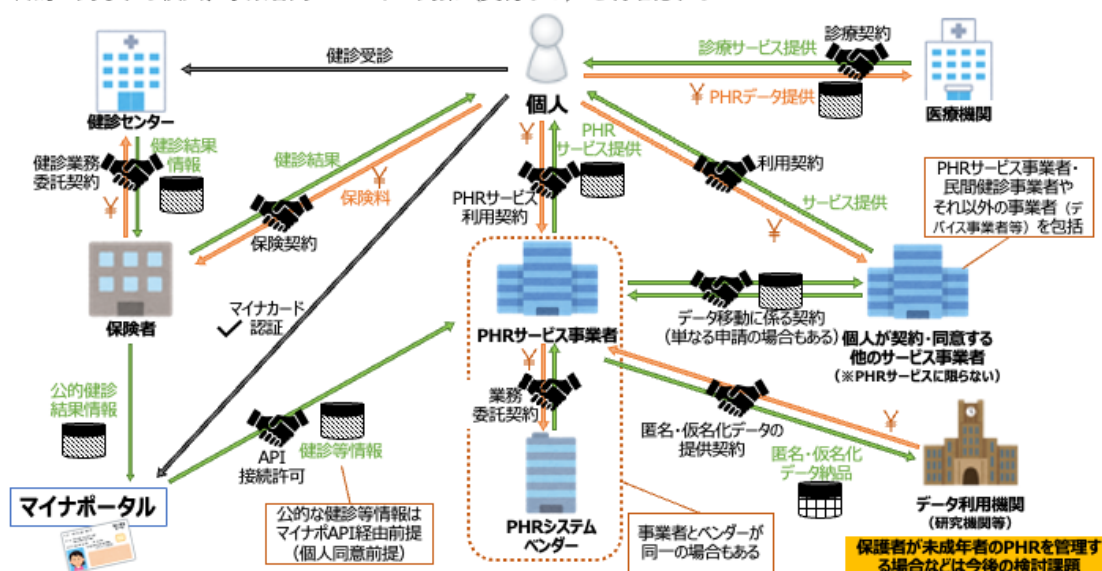 健診受診
診療サービス提供
診療契約
¥ PHRデータ提供
個人
医療機関
健診センター
健診業務
委託契約
¥
健診結果
情報
健診結果
¥
保険料
保険契約
¥
PHR
サービス提供
PHRサービス
利用契約
利用契約
サービス提供
¥
PHRサービス事業者・
民間健診事業者や
それ以外の事業者（デ
バイス事業者等）を包括
保険者
マイナカード
認証
PHRサービス事業者
データ移動に係る契約
(単なる申請の場合もある)
個人が契約・同意する
他のサービス事業者
(※PHRサービスに限らない)
公的健診
結果情報
API
接続許可
健診等情報
¥
業務
委託契約
匿名・仮名化データの
提供契約
¥
匿名・仮名化
データ納品
マイナポータル
公的な健診等情報は
マイナポAPI経由前提
（個人同意前提）
PHRシステム
ベンダー
事業者とベンダーが
同一の場合もある
データ利用機関
(研究機関等)
保護者が未成年者のPHRを管理す
る場合などは今後の検討課題